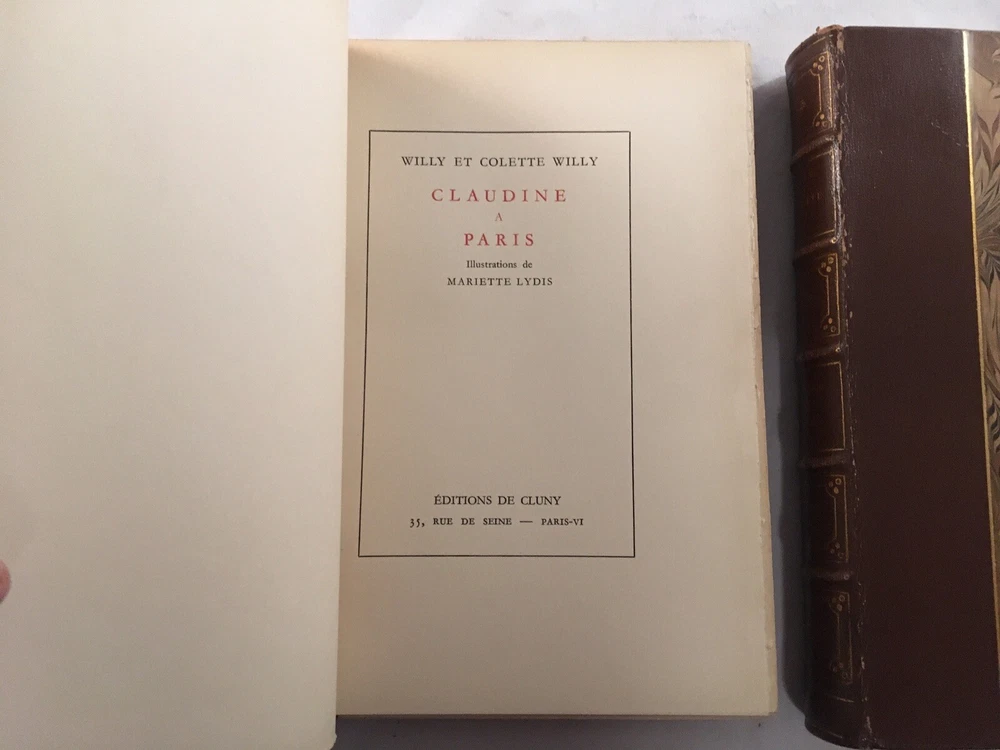 WILLY ET COLETTE WILLY
CLAUDINE
A
PARIS
Illustrations de
MARIETTE LYDIS
ÉDITIONS DE CLUNY
35, RUE DE SEINE — PARIS-VI